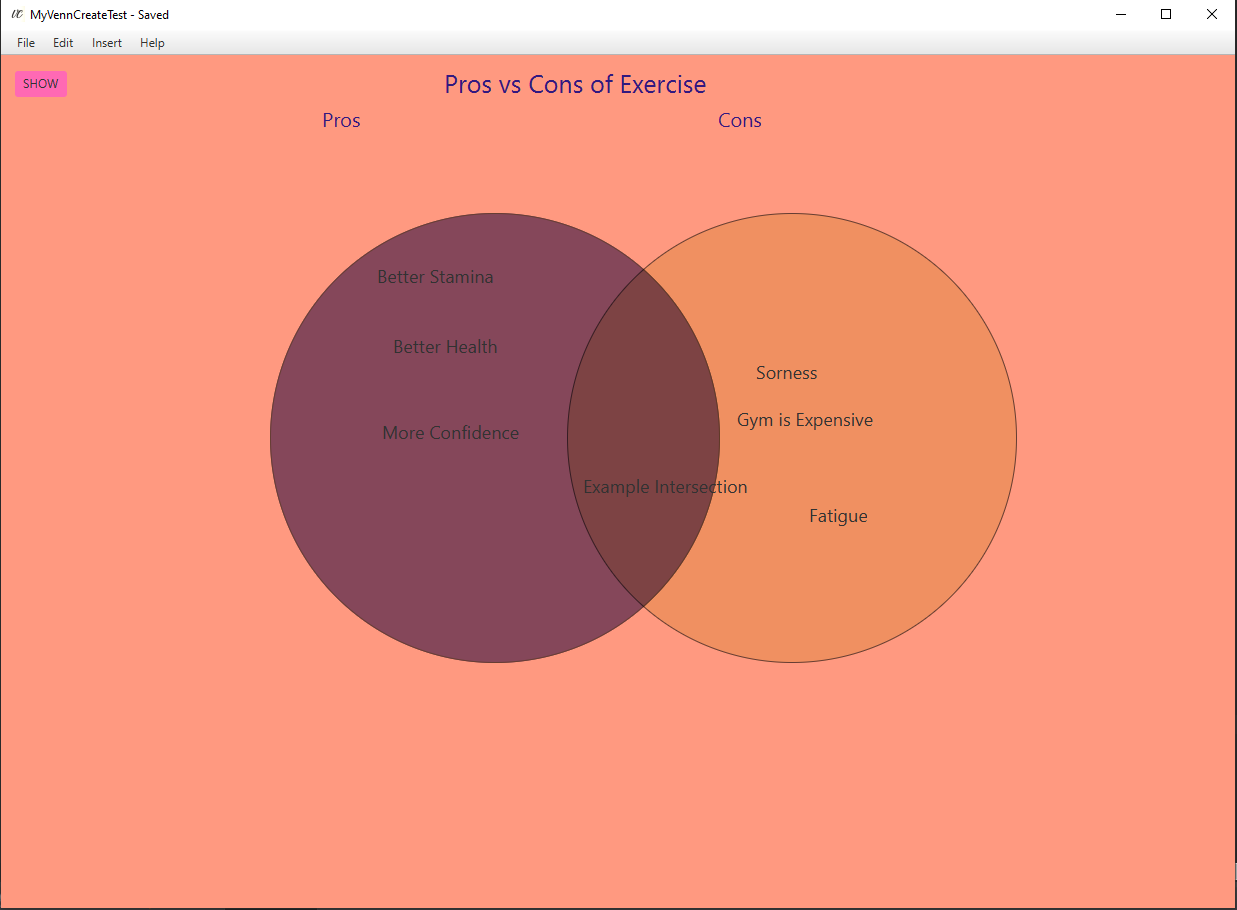 VC MyVennCreateTest - Saved
File Edit Insert Help
SHOW
Pros vs Cons of Exercise
Pros
Cons
Better Stamina
Better Health
More Confidence
Example Intersection
Sorness
Gym is Expensive
Fatigue